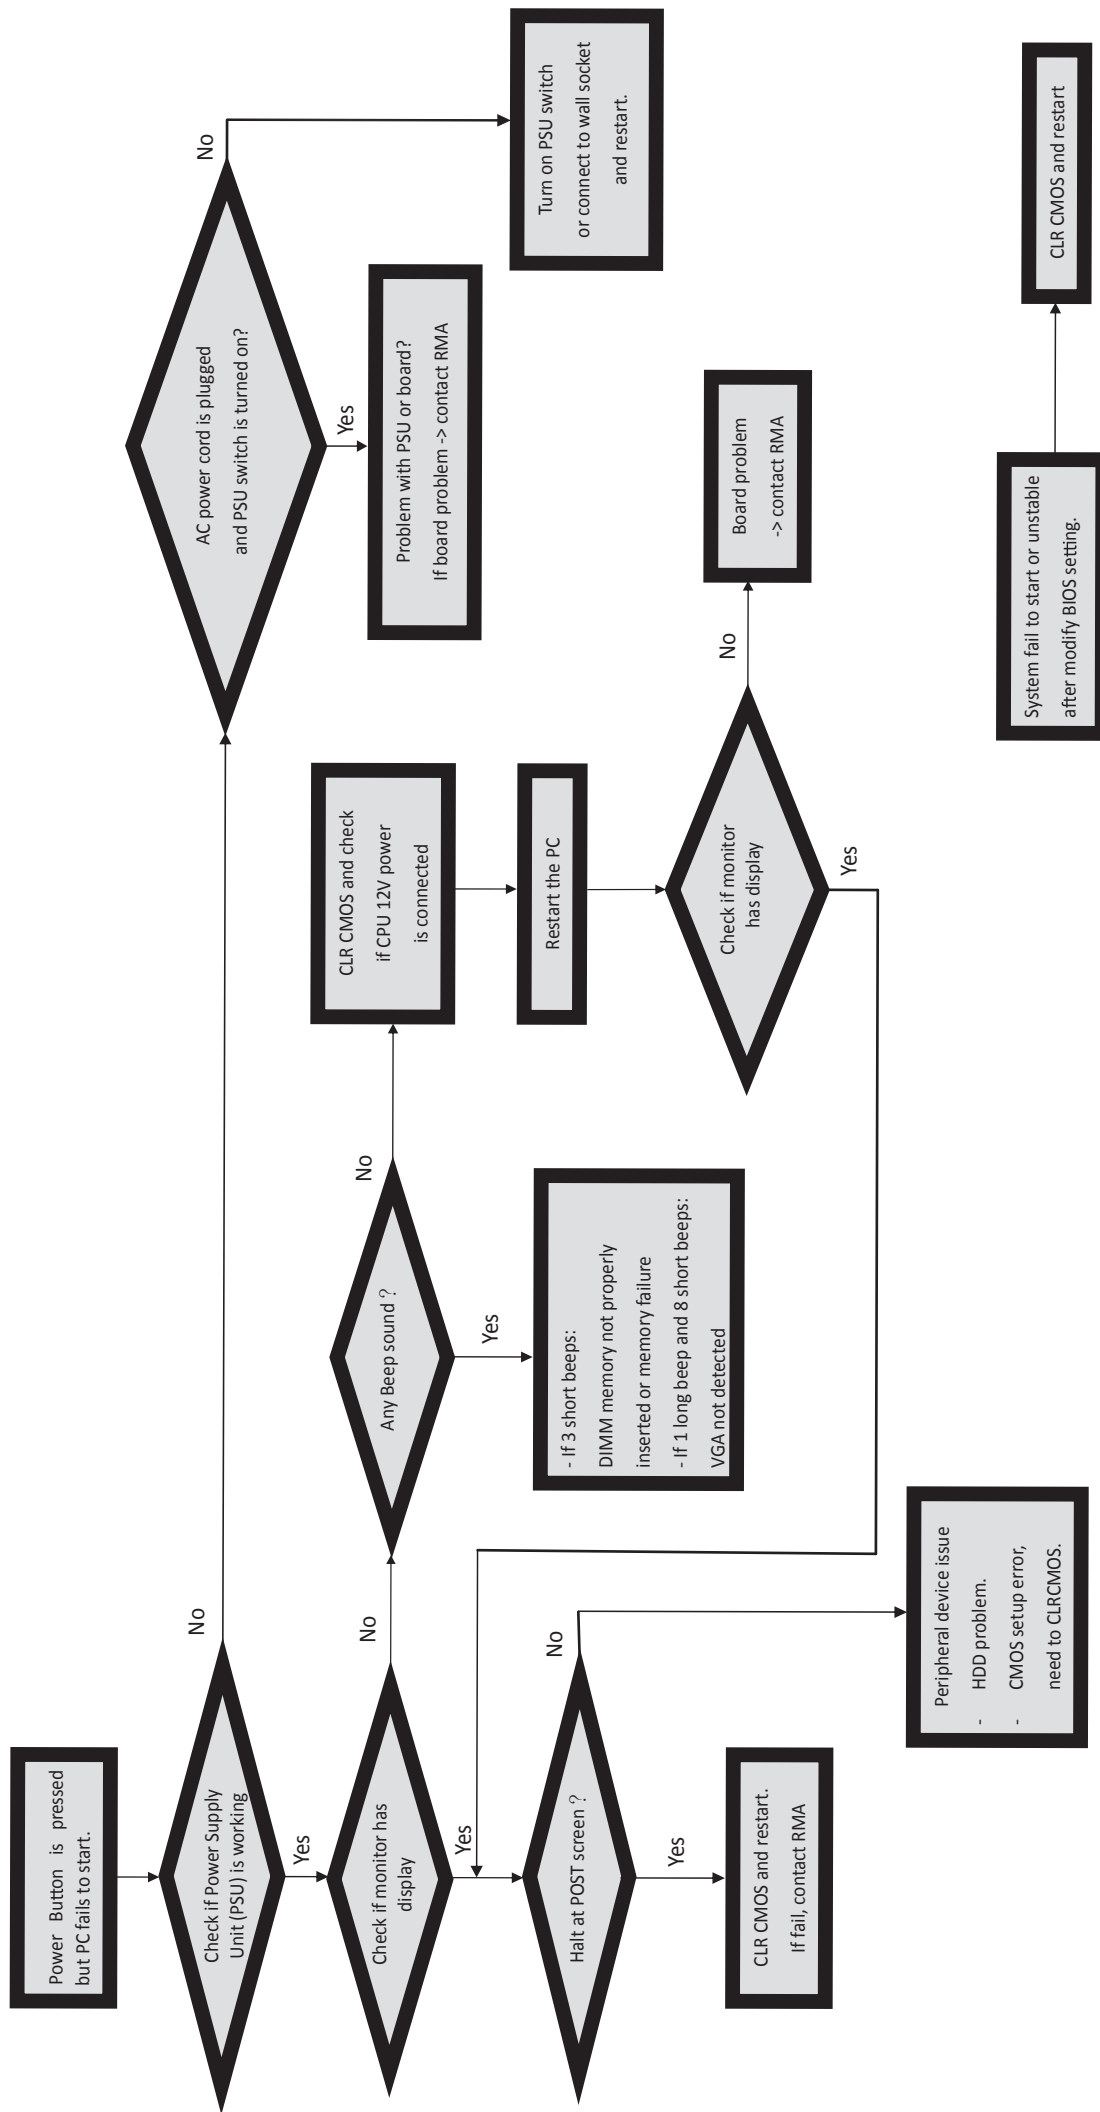 Power Button is pressed
but PC fails to start.
Check if Power Supply
Unit (PSU) is working
No
AC power cord is plugged
and PSU switch is turned on?
No
Turn on PSU switch
or connect to wall socket
and restart.
Yes
Problem with PSU or board?
If board problem -> contact RMA
Yes
Check if monitor has
display
No
Any Beep sound ?
No
CLR CMOS and check
if CPU 12V power
is connected
Restart the PC
Check if monitor
has display
No
Board problem
-> contact RMA
Yes
Yes
- If 3 short beeps:
DIMM memory not properly
inserted or memory failure
- If 1 long beep and 8 short beeps:
VGA not detected
Yes
Halt at POST screen ?
No
Peripheral device issue
- HDD problem.
- CMOS setup error,
need to CLRCMOS.
Yes
CLR CMOS and restart.
If fail, contact RMA
System fail to start or unstable
after modify BIOS setting.
CLR CMOS and restart